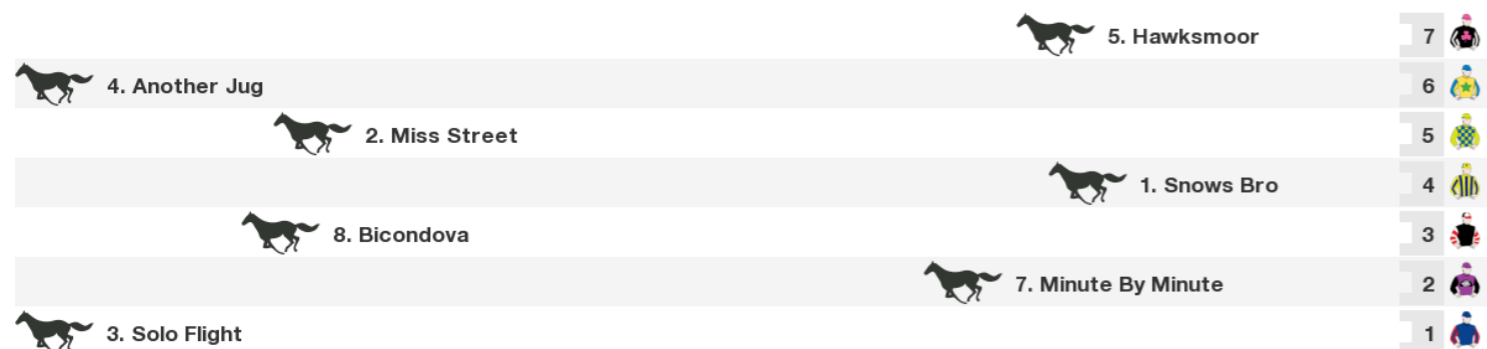 5. Hawksmoor 7
4. Another Jug 6
2. Miss Street 5
1. Snows Bro 4
8. Bicondova 3
7. Minute By Minute 2
3. Solo Flight 1